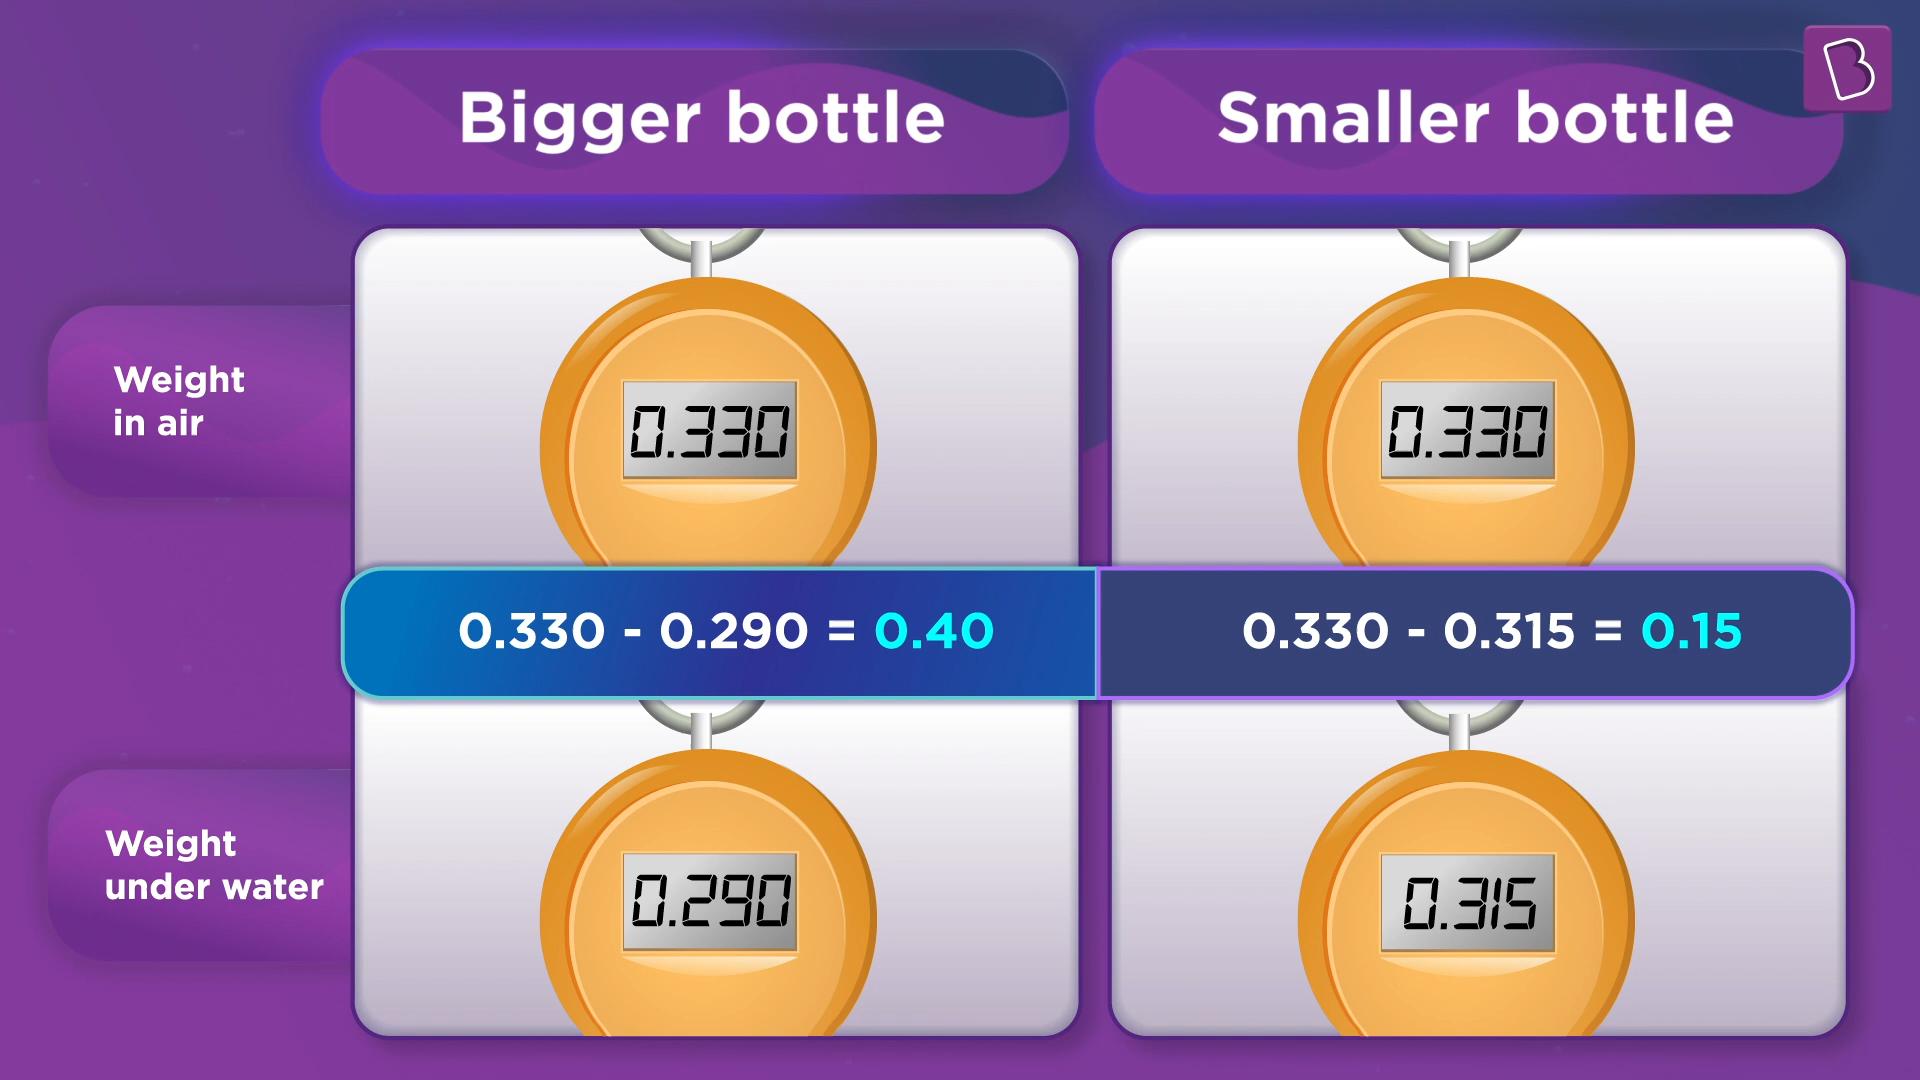 Bigger bottle
Smaller bottle
B
Weight
in air
0.330
0.330
0.330 - 0.290 = 0.40
0.330 - 0.315 = 0.15
Weight
under water
0.290
0.315